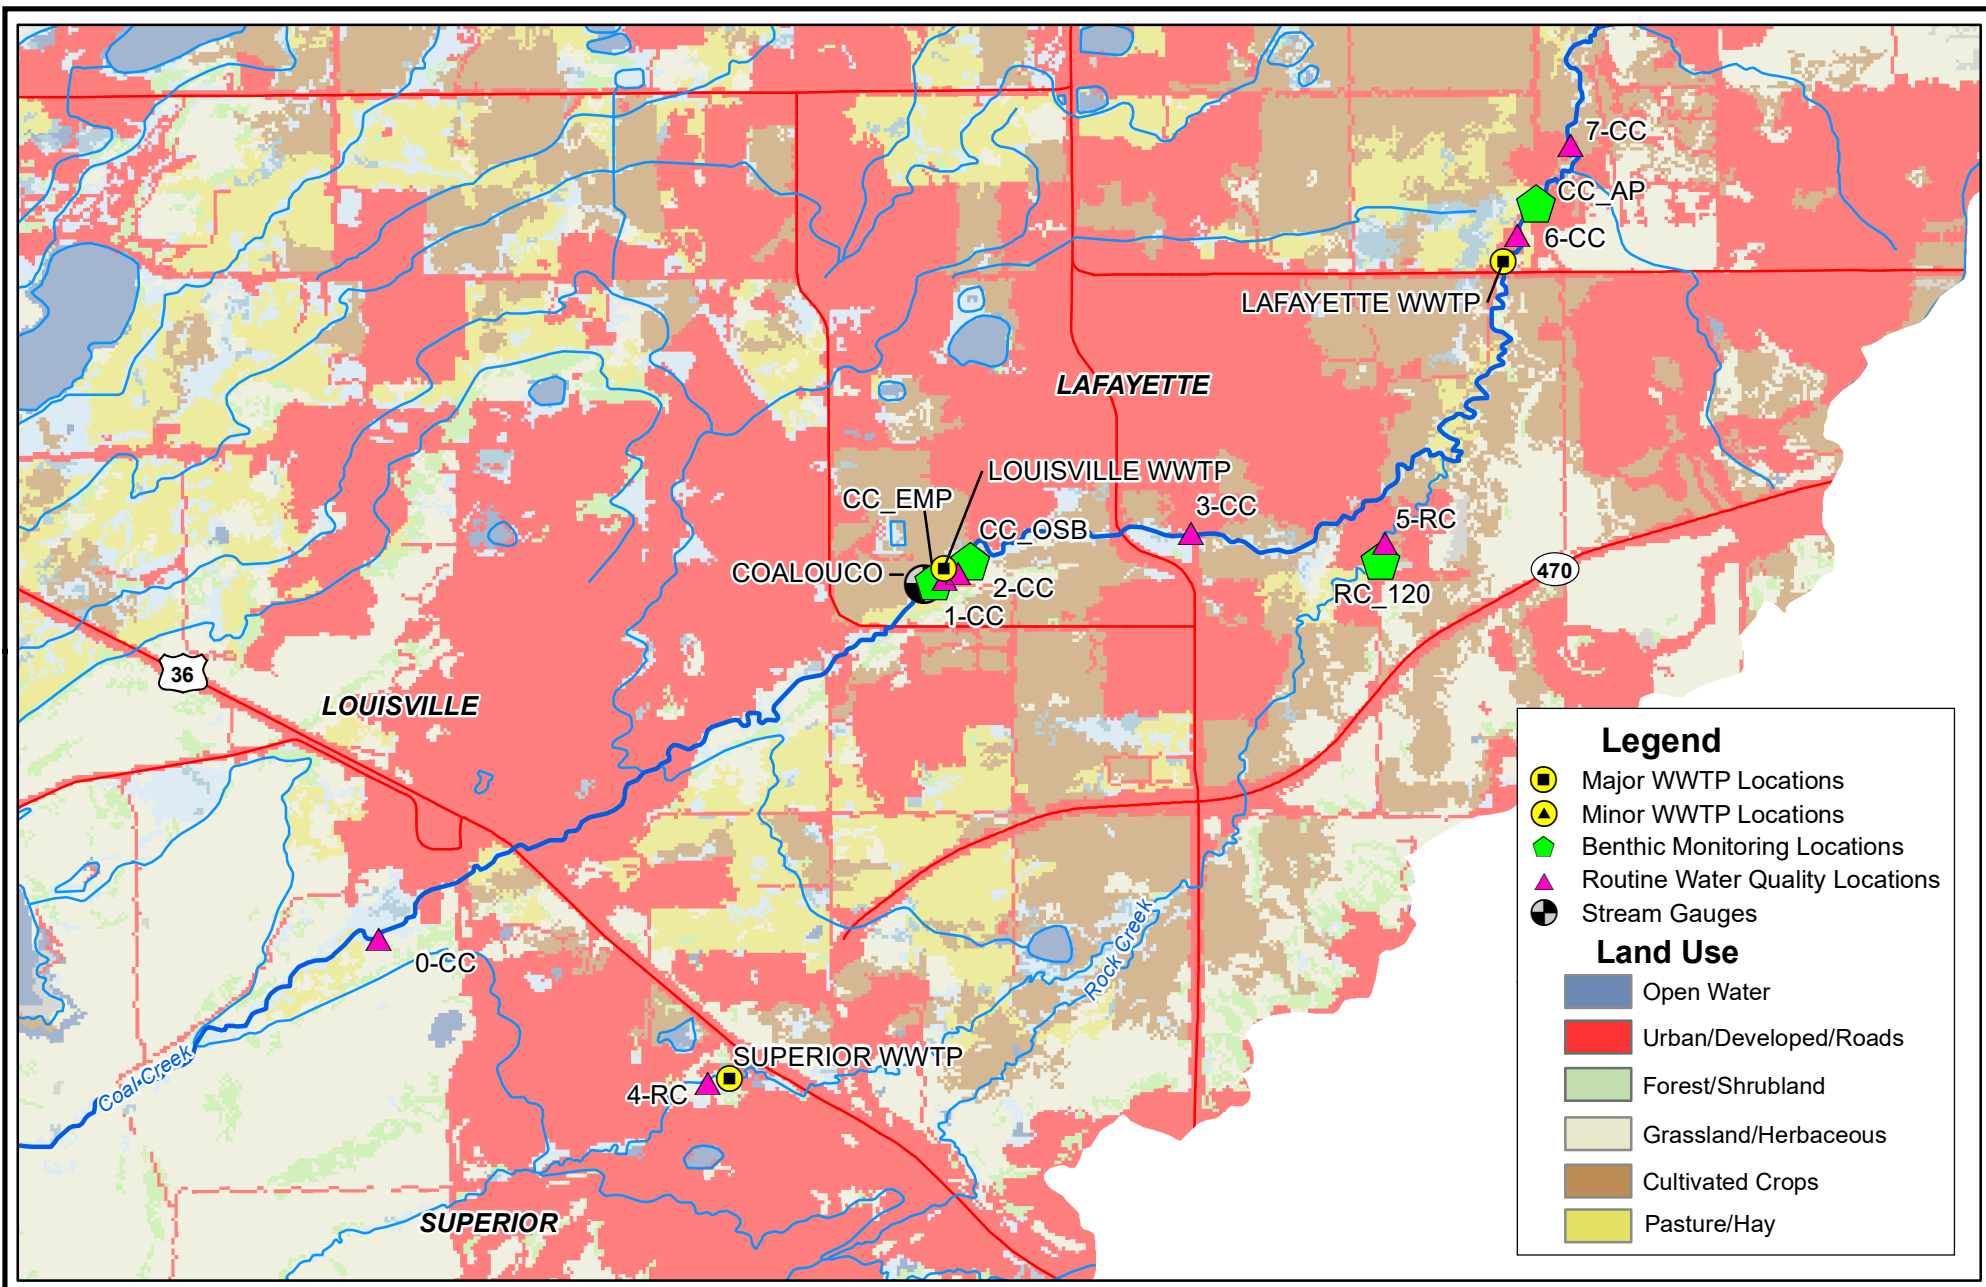 7-CC
CC_AP
6-CC
LAFAYETTE WWTP
LAFAYETTE
LOUISVILLE WWTP
CC_EMP
3-CC
5-RC
CC_OSB
COALOUCO
470
2-CC
RC_120
1-CC
36
LOUISVILLE
0-CC
Rock Creek
SUPERIOR WWTP
Coal Creek
4-RC
SUPERIOR
Legend
Major WWTP Locations
Minor WWTP Locations
Benthic Monitoring Locations
Routine Water Quality Locations
Stream Gauges
Land Use
Open Water
Urban/Developed/Roads
Forest/Shrubland
Grassland/Herbaceous
Cultivated Crops
Pasture/Hay